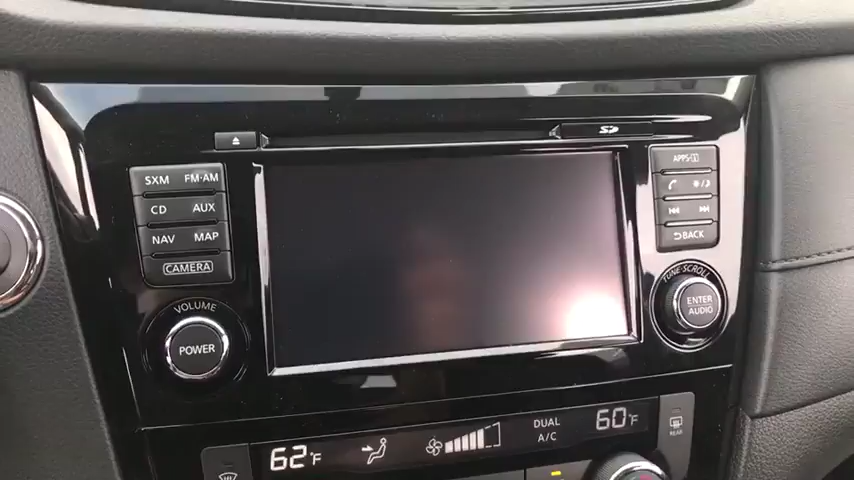 SD
SXM FM·AM
CD AUX
NAV MAP
CAMERA
APPS·i
BACK
VOLUME
POWER
TUNE·SCROLL
ENTER
AUDIO
62°F
DUAL
A/C
60°F
REAR